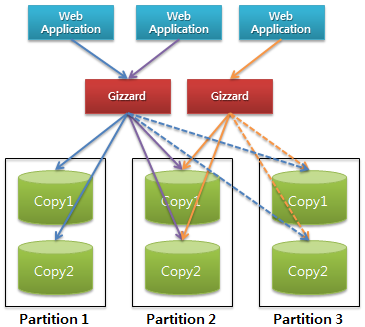 Web
Application
Web
Application
Web
Application
Gizzard
Gizzard
Copy1
Copy1
Copy1
Copy2
Copy2
Copy2
Partition 1
Partition 2
Partition 3